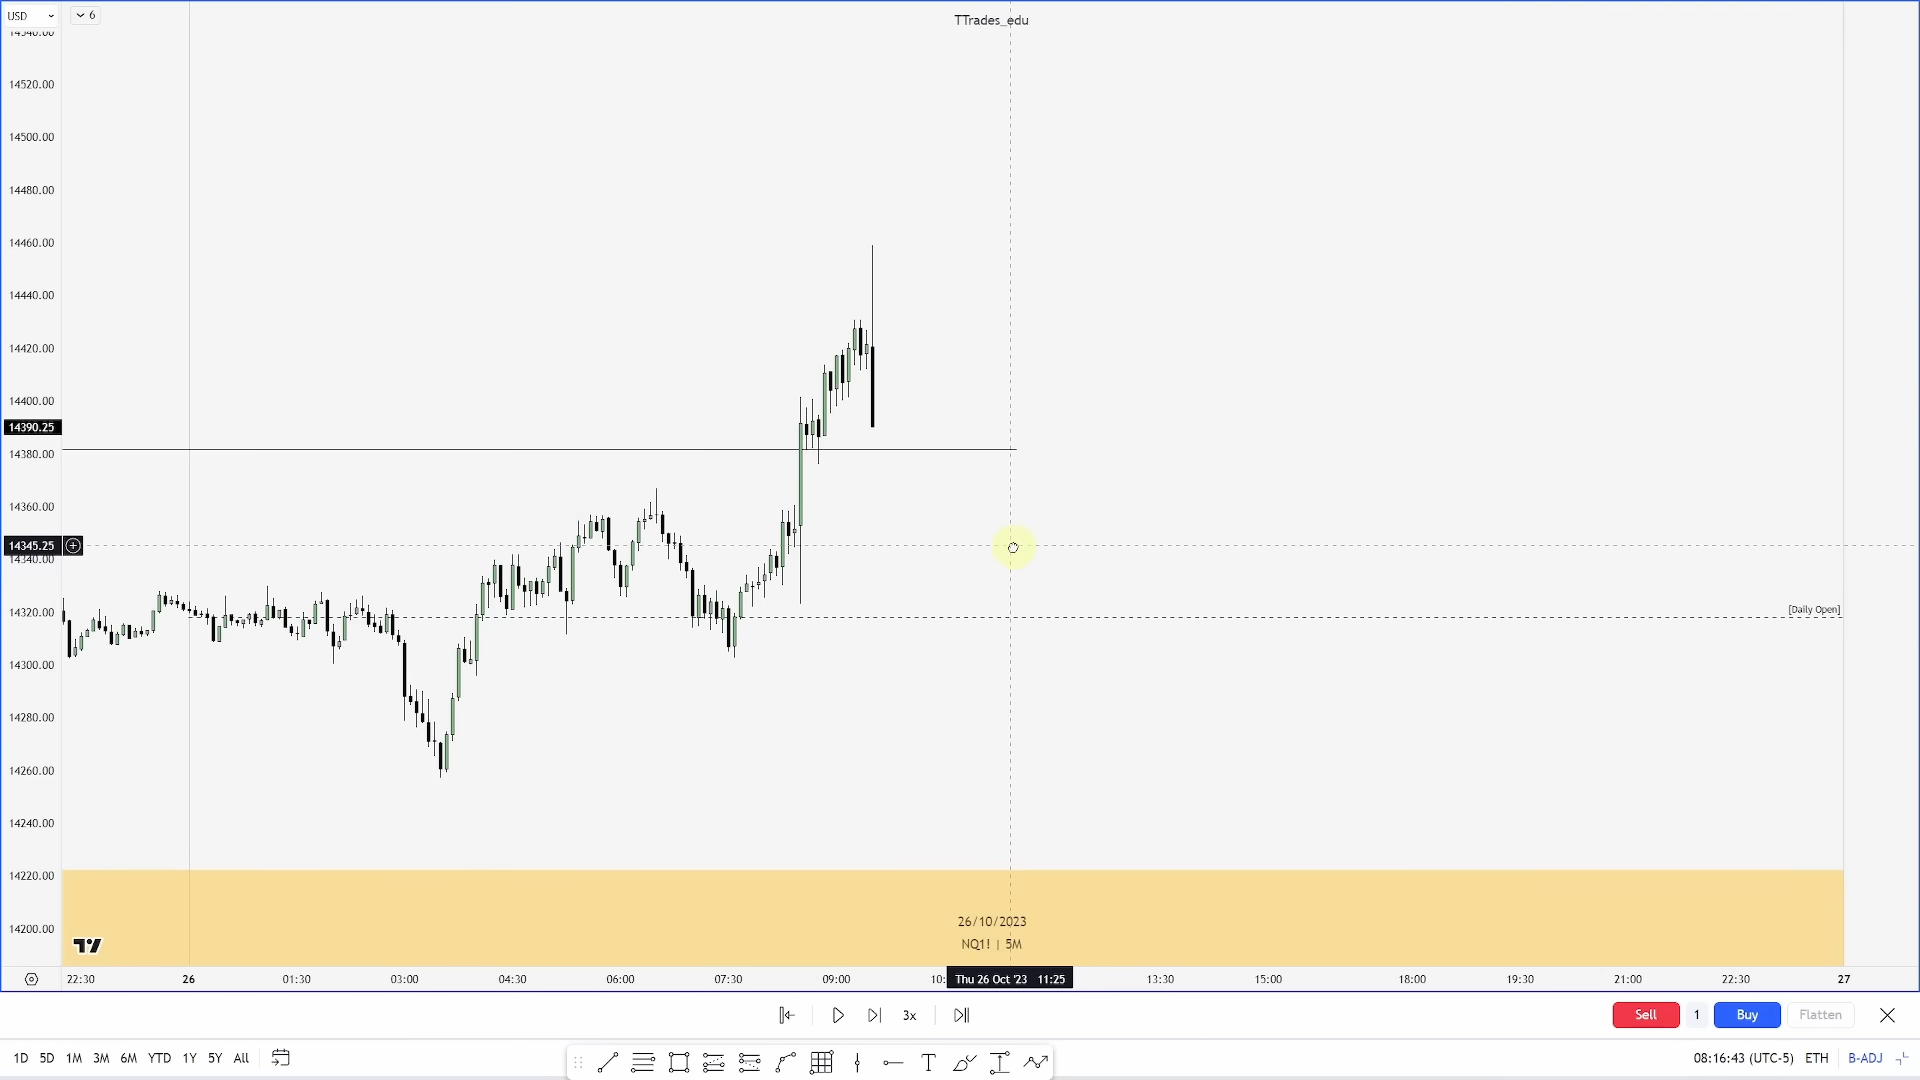 USD
6
TTrades_edu
14540.00
14520.00
14500.00
14480.00
14460.00
14440.00
14420.00
14400.00
14390.25
14380.00
14360.00
14345.25
14340.00
14320.00
[Daily Open]
14300.00
14280.00
14260.00
14240.00
14220.00
14200.00
26/10/2023
NQ1! | 5M
22:30 26 01:30 03:00 04:30 06:00 07:30 09:00 10: Thu 26 Oct '23 11:25 13:30 15:00 18:00 19:30 21:00 22:30 27
3x
Sell 1 Buy Flatten
1D 5D 1M 3M 6M YTD 1Y 5Y All
T
08:16:43 (UTC-5) ETH B-ADJ